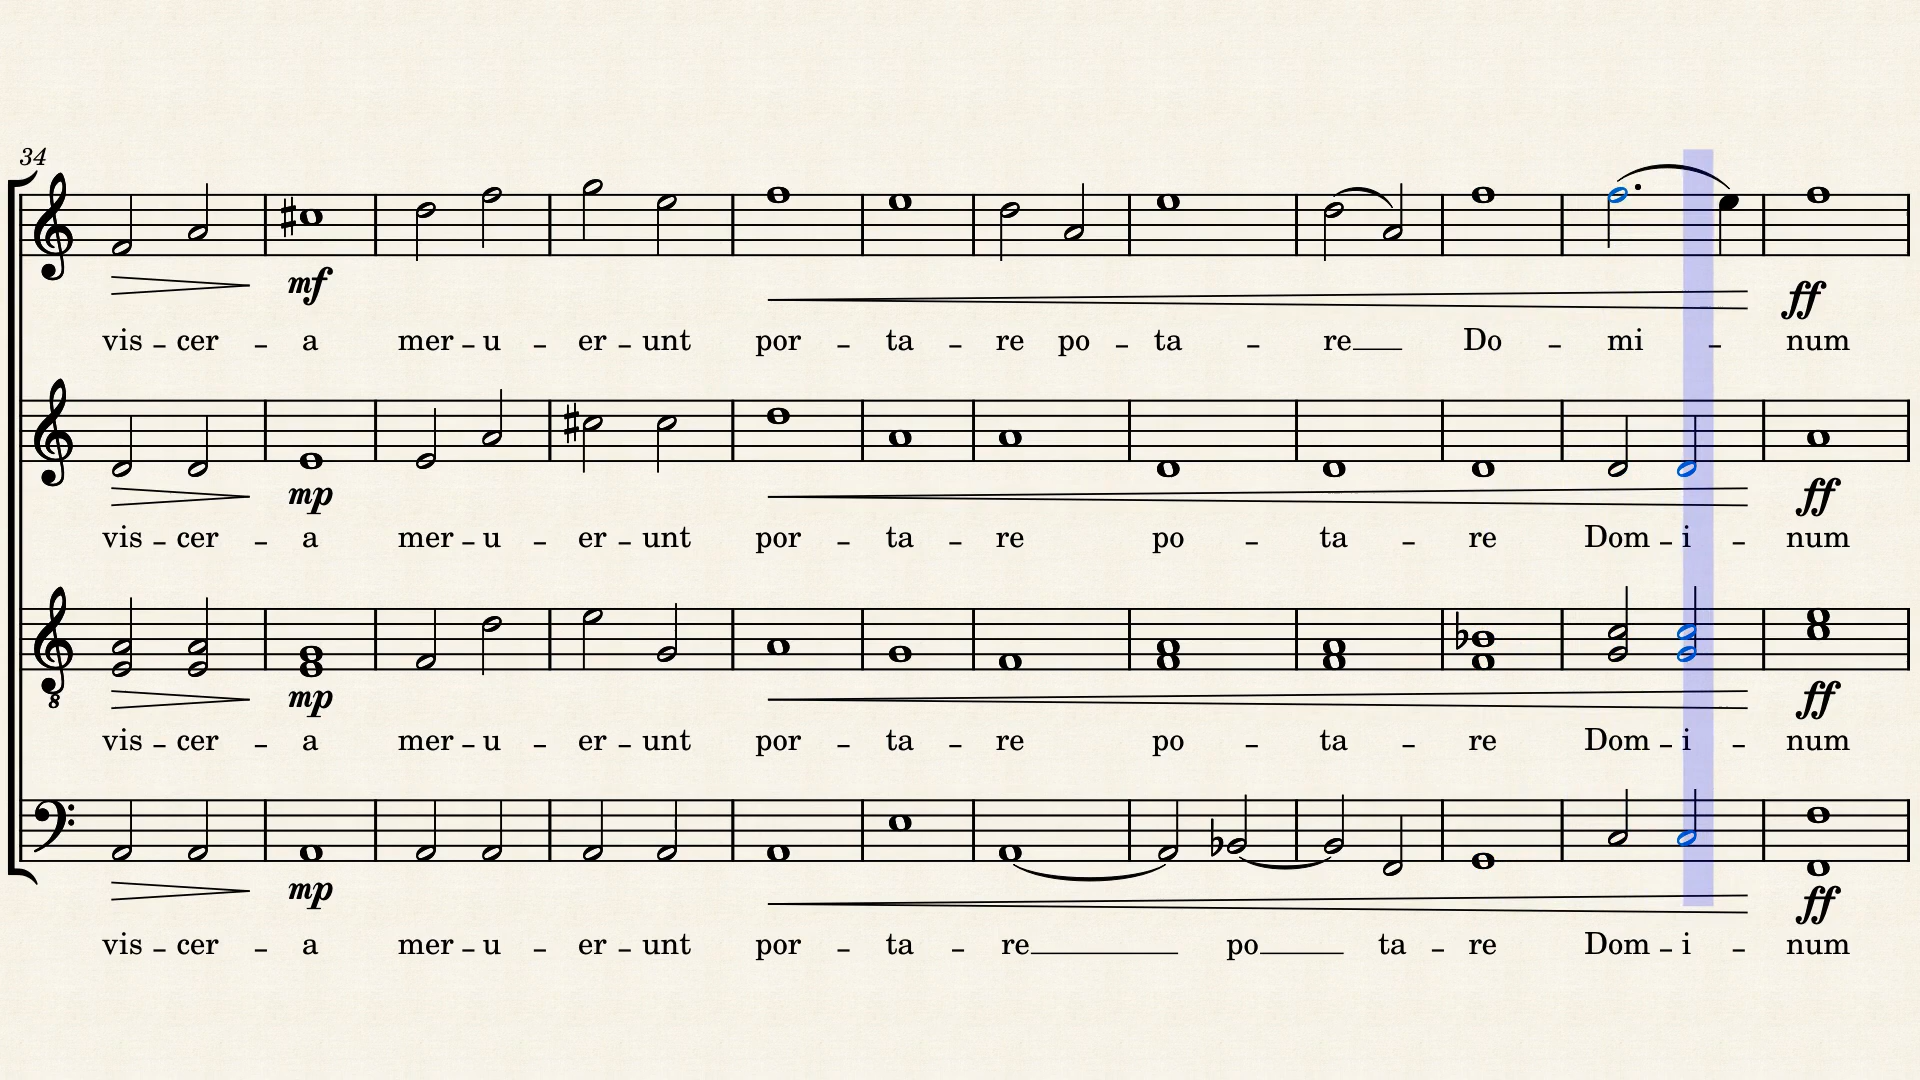 34
mf ff
vis - cer - a mer - u - er - unt por - ta - re po - ta - re Do - mi - num
mp ff
vis - cer - a mer - u - er - unt por - ta - re po - ta - re Dom - i - num
8
mp ff
vis - cer - a mer - u - er - unt por - ta - re po - ta - re Dom - i - num
mp ff
vis - cer - a mer - u - er - unt por - ta - re po ta - re Dom - i - num